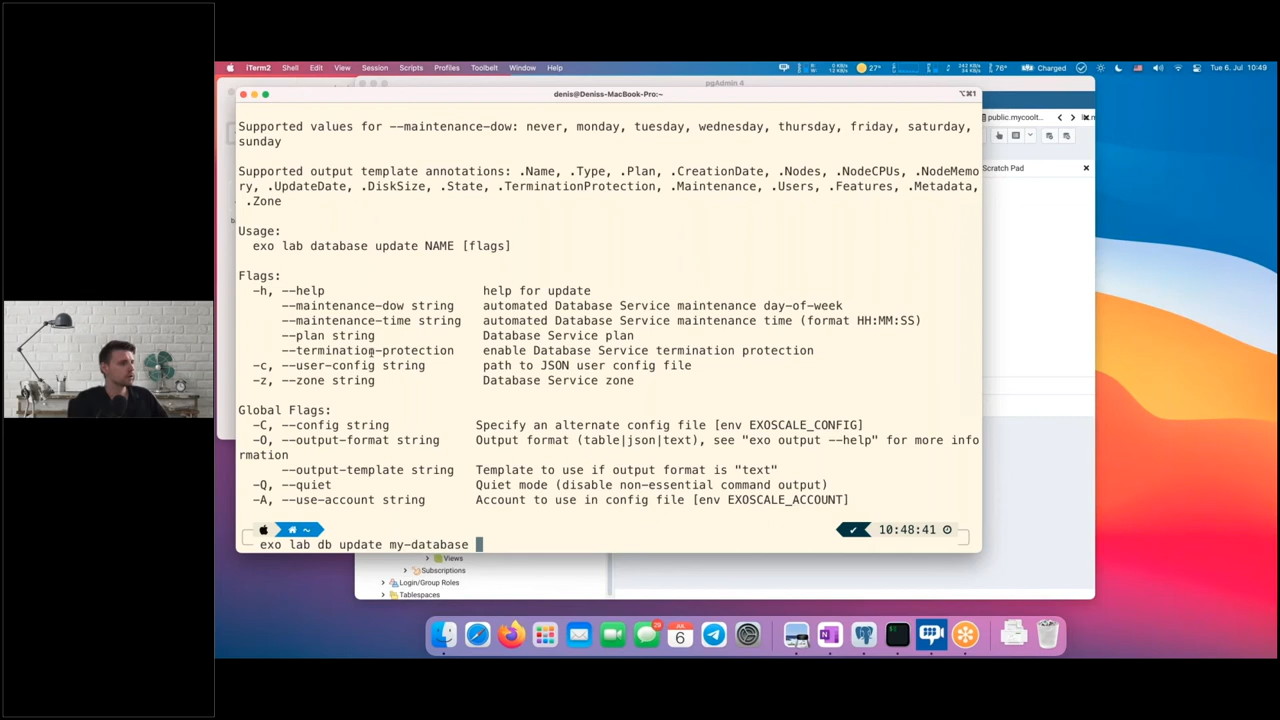 iTerm2 Shell Edit View Session Scripts Profiles Toolbelt Window Help
27° 76° Charged Tue 6. Jul 10:49
pgAdmin 4
denis@Deniss-MacBook-Pro:~
⌥⌘1
public.mycoolt...
Scratch Pad
Supported values for --maintenance-dow: never, monday, tuesday, wednesday, thursday, friday, saturday,
sunday
Supported output template annotations: .Name, .Type, .Plan, .CreationDate, .Nodes, .NodeCPUs, .NodeMemo
ry, .UpdateDate, .DiskSize, .State, .TerminationProtection, .Maintenance, .Users, .Features, .Metadata,
.Zone
Usage:
exo lab database update NAME [flags]
Flags:
-h, --help help for update
--maintenance-dow string automated Database Service maintenance day-of-week
--maintenance-time string automated Database Service maintenance time (format HH:MM:SS)
--plan string Database Service plan
--termination-protection enable Database Service termination protection
-c, --user-config string path to JSON user config file
-z, --zone string Database Service zone
Global Flags:
-C, --config string Specify an alternate config file [env EXOSCALE_CONFIG]
-O, --output-format string Output format (table|json|text), see "exo output --help" for more info
rmation
--output-template string Template to use if output format is "text"
-Q, --quiet Quiet mode (disable non-essential command output)
-A, --use-account string Account to use in config file [env EXOSCALE_ACCOUNT]
~ ✔ 10:48:41
exo lab db update my-database
Views
Subscriptions
Login/Group Roles
Tablespaces
JUL
6